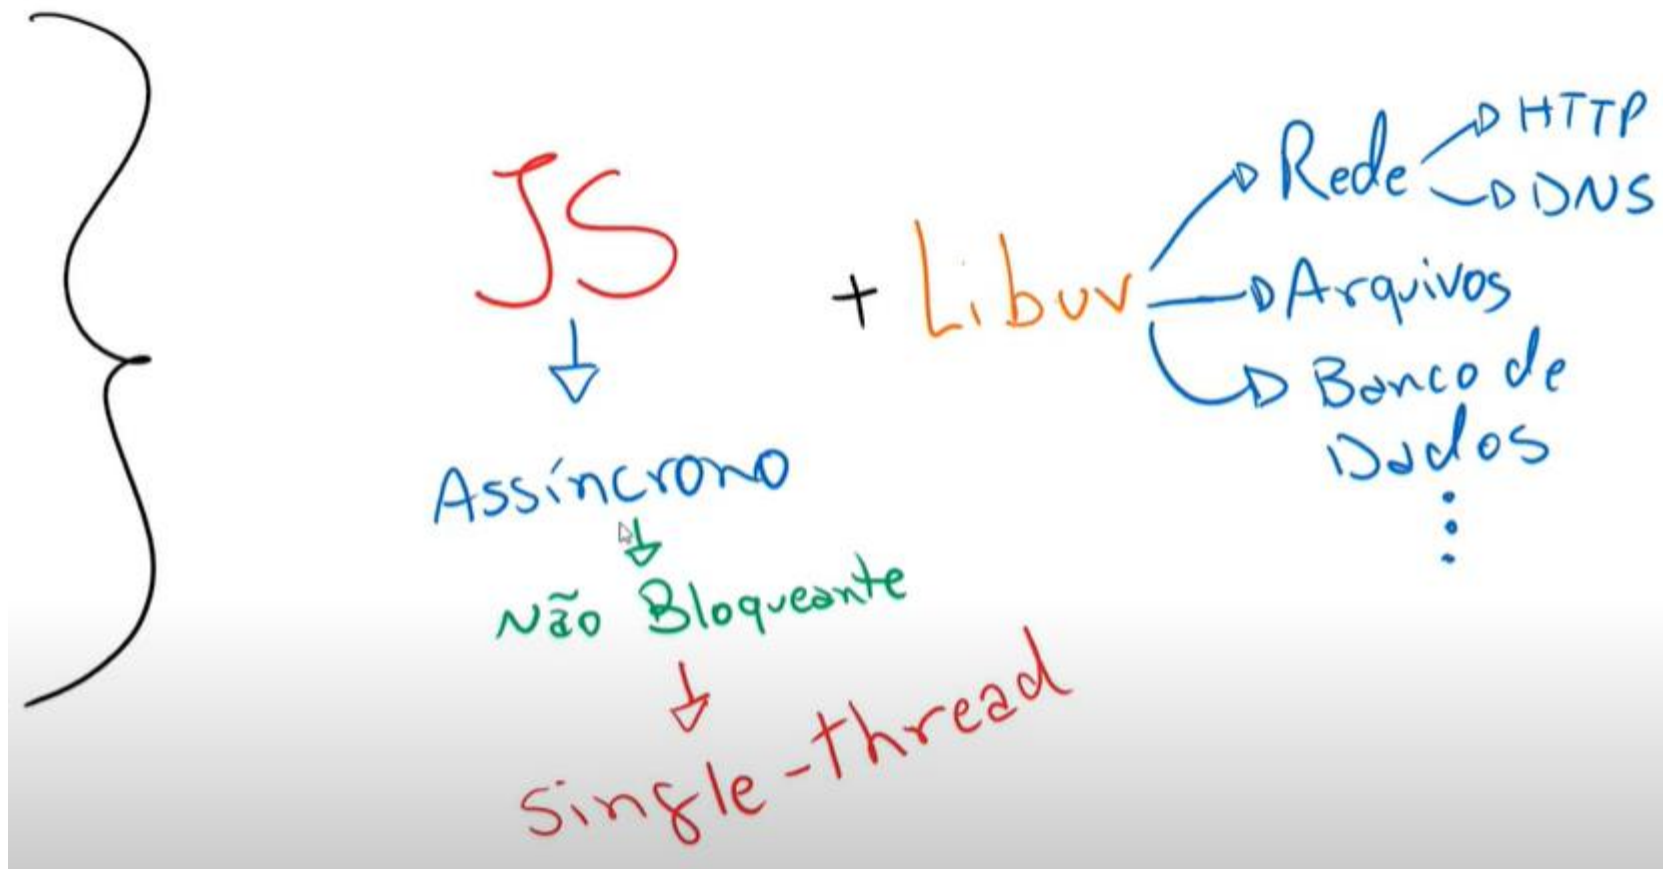 JS
+ Libuv
Rede
HTTP
DNS
Arquivos
Banco de
Dados
Assíncrono
Não Bloqueante
Single-thread